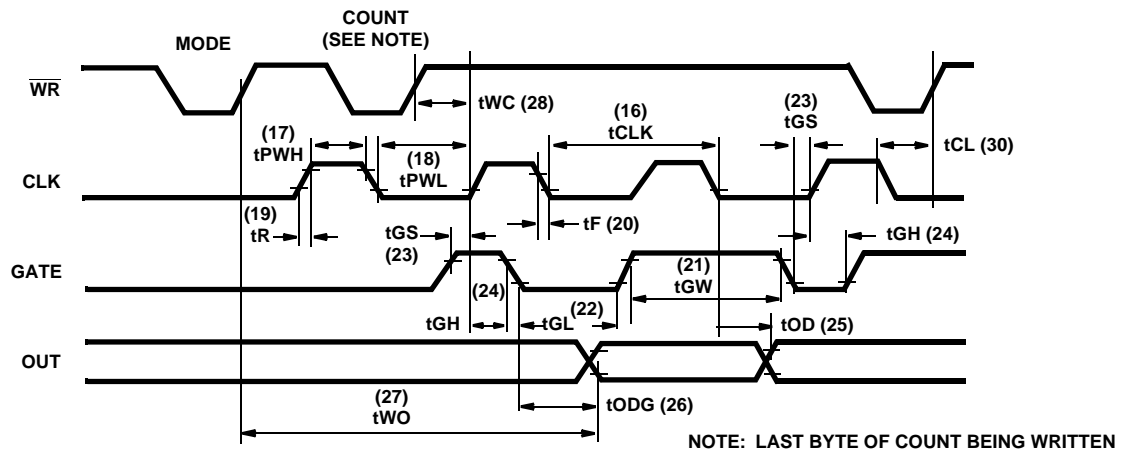 COUNT
(SEE NOTE)
MODE
WR
tWC (28)
(16)
tCLK
(23)
tGS
tCL (30)
(17)
tPWH
(18)
tPWL
CLK
(19)
tR
tGS
(23)
tF (20)
tGH (24)
GATE
(24)
tGH
(22)
tGL
(21)
tGW
tOD (25)
OUT
(27)
tWO
tODG (26)
NOTE: LAST BYTE OF COUNT BEING WRITTEN